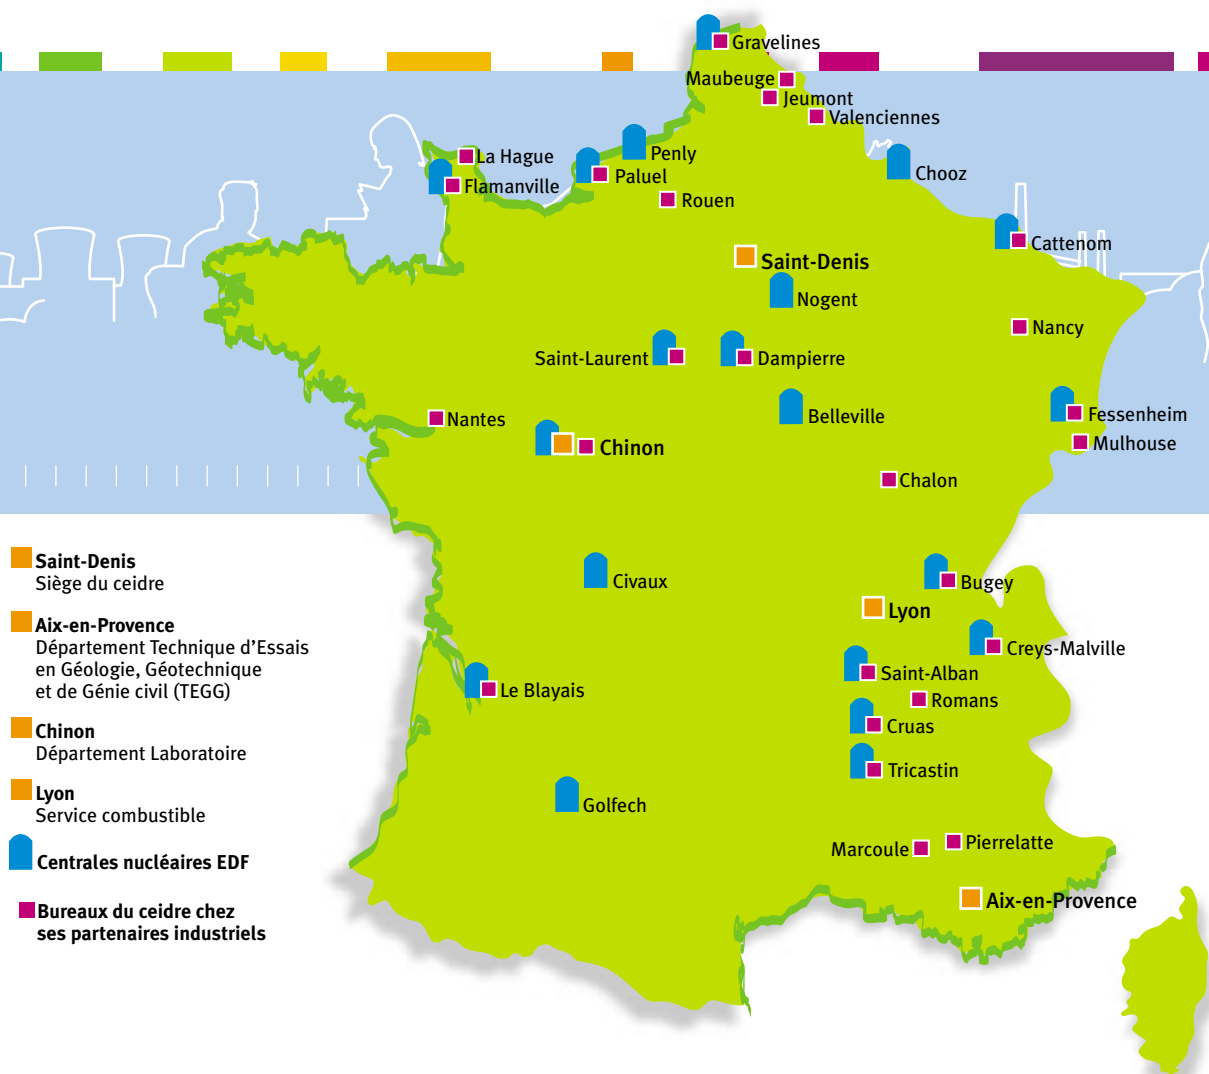 Gravelines
Maubeuge
Jeumont
Valenciennes
La Hague
Penly
Paluel
Chooz
Flamanville
Rouen
Cattenom
Saint-Denis
Nogent
Nancy
Saint-Laurent
Dampierre
Nantes
Belleville
Fessenheim
Chinon
Mulhouse
Chalon
Civaux
Bugey
Lyon
Creys-Malville
Saint-Alban
Le Blayais
Romans
Cruas
Tricastin
Golfech
Marcoule
Pierrelatte
Aix-en-Provence
Saint-Denis
Siège du ceidre
Aix-en-Provence
Département Technique d'Essais
en Géologie, Géotechnique
et de Génie civil (TEGG)
Chinon
Département Laboratoire
Lyon
Service combustible
Centrales nucléaires EDF
Bureaux du ceidre chez
ses partenaires industriels